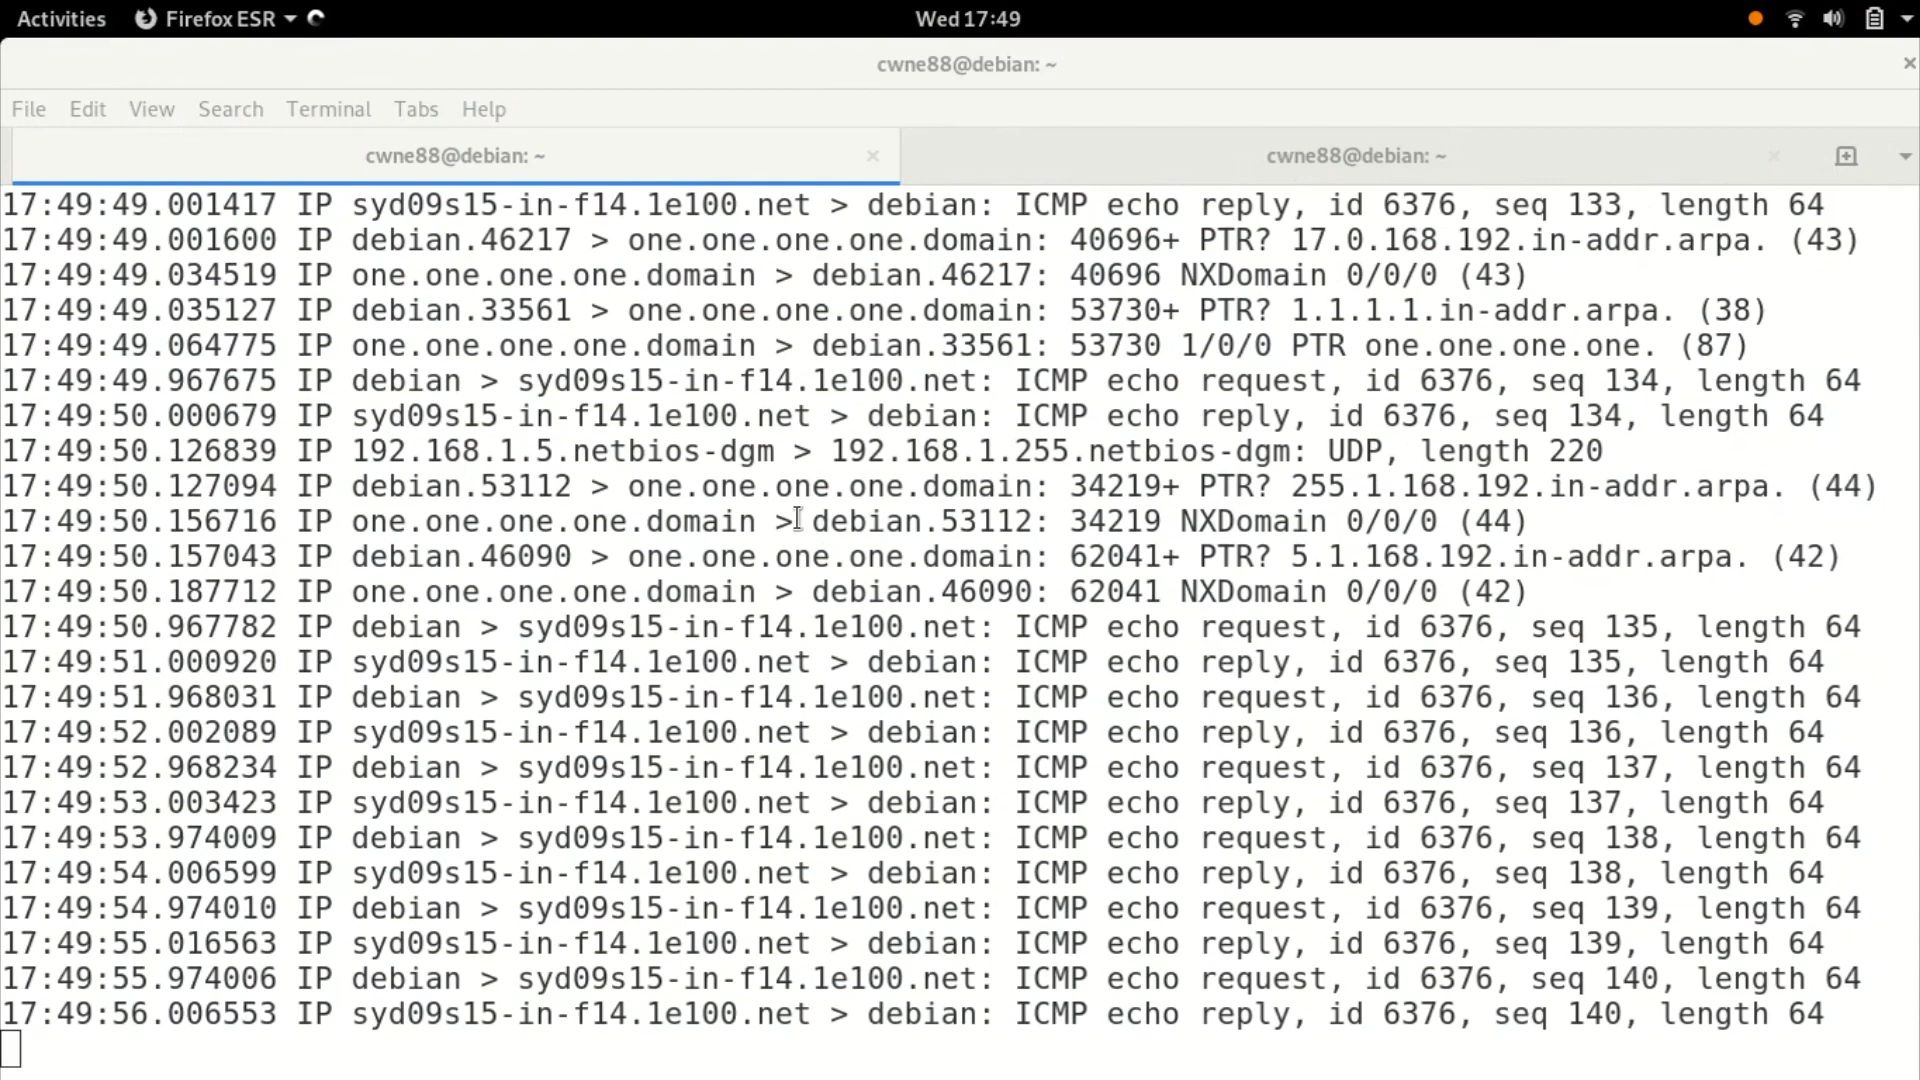 Activities Firefox ESR Wed 17:49
cwne88@debian: ~
File Edit View Search Terminal Tabs Help
cwne88@debian: ~ cwne88@debian: ~
17:49:49.001417 IP syd09s15-in-f14.1e100.net > debian: ICMP echo reply, id 6376, seq 133, length 64
17:49:49.001600 IP debian.46217 > one.one.one.one.domain: 40696+ PTR? 17.0.168.192.in-addr.arpa. (43)
17:49:49.034519 IP one.one.one.one.domain > debian.46217: 40696 NXDomain 0/0/0 (43)
17:49:49.035127 IP debian.33561 > one.one.one.one.domain: 53730+ PTR? 1.1.1.1.in-addr.arpa. (38)
17:49:49.064775 IP one.one.one.one.domain > debian.33561: 53730 1/0/0 PTR one.one.one.one. (87)
17:49:49.967675 IP debian > syd09s15-in-f14.1e100.net: ICMP echo request, id 6376, seq 134, length 64
17:49:50.000679 IP syd09s15-in-f14.1e100.net > debian: ICMP echo reply, id 6376, seq 134, length 64
17:49:50.126839 IP 192.168.1.5.netbios-dgm > 192.168.1.255.netbios-dgm: UDP, length 220
17:49:50.127094 IP debian.53112 > one.one.one.one.domain: 34219+ PTR? 255.1.168.192.in-addr.arpa. (44)
17:49:50.156716 IP one.one.one.one.domain > debian.53112: 34219 NXDomain 0/0/0 (44)
17:49:50.157043 IP debian.46090 > one.one.one.one.domain: 62041+ PTR? 5.1.168.192.in-addr.arpa. (42)
17:49:50.187712 IP one.one.one.one.domain > debian.46090: 62041 NXDomain 0/0/0 (42)
17:49:50.967782 IP debian > syd09s15-in-f14.1e100.net: ICMP echo request, id 6376, seq 135, length 64
17:49:51.000920 IP syd09s15-in-f14.1e100.net > debian: ICMP echo reply, id 6376, seq 135, length 64
17:49:51.968031 IP debian > syd09s15-in-f14.1e100.net: ICMP echo request, id 6376, seq 136, length 64
17:49:52.002089 IP syd09s15-in-f14.1e100.net > debian: ICMP echo reply, id 6376, seq 136, length 64
17:49:52.968234 IP debian > syd09s15-in-f14.1e100.net: ICMP echo request, id 6376, seq 137, length 64
17:49:53.003423 IP syd09s15-in-f14.1e100.net > debian: ICMP echo reply, id 6376, seq 137, length 64
17:49:53.974009 IP debian > syd09s15-in-f14.1e100.net: ICMP echo request, id 6376, seq 138, length 64
17:49:54.006599 IP syd09s15-in-f14.1e100.net > debian: ICMP echo reply, id 6376, seq 138, length 64
17:49:54.974010 IP debian > syd09s15-in-f14.1e100.net: ICMP echo request, id 6376, seq 139, length 64
17:49:55.016563 IP syd09s15-in-f14.1e100.net > debian: ICMP echo reply, id 6376, seq 139, length 64
17:49:55.974006 IP debian > syd09s15-in-f14.1e100.net: ICMP echo request, id 6376, seq 140, length 64
17:49:56.006553 IP syd09s15-in-f14.1e100.net > debian: ICMP echo reply, id 6376, seq 140, length 64